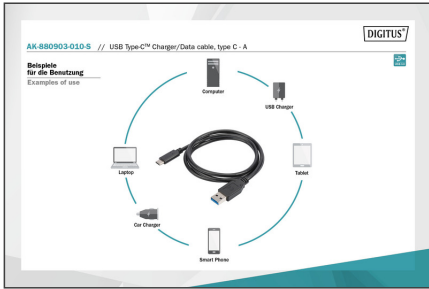 DIGITUS®
AK-880903-010-S // USB Type-C™ Charger/Data cable, type C - A
Beispiele
für die Benutzung
Examples of use
Computer
USB Charger
Laptop
Tablet
Car Charger
Smart Phone